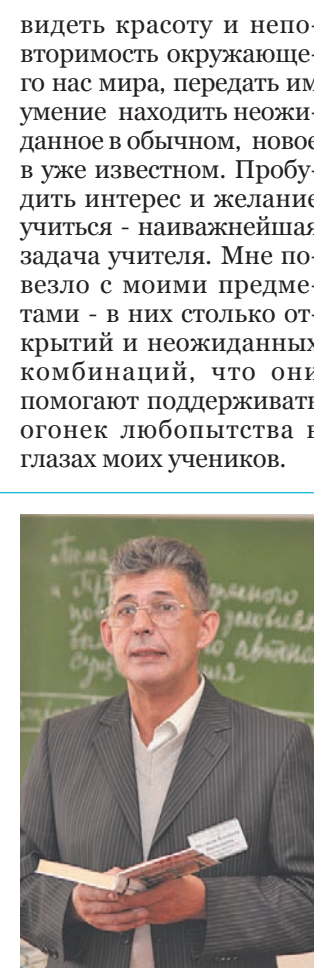 видеть красоту и непо-
вторимость окружающе-
го нас мира, передать им
умение находить неожи-
данное в обычном, новое
в уже известном. Пробу-
дить интерес и желание
учиться - наиважнейшая
задача учителя. Мне по-
везло с моими предме-
тами - в них столько от-
крытий и неожиданных
комбинаций, что они
помогают поддерживать
огонек любопытства в
глазах моих учеников.
Тема